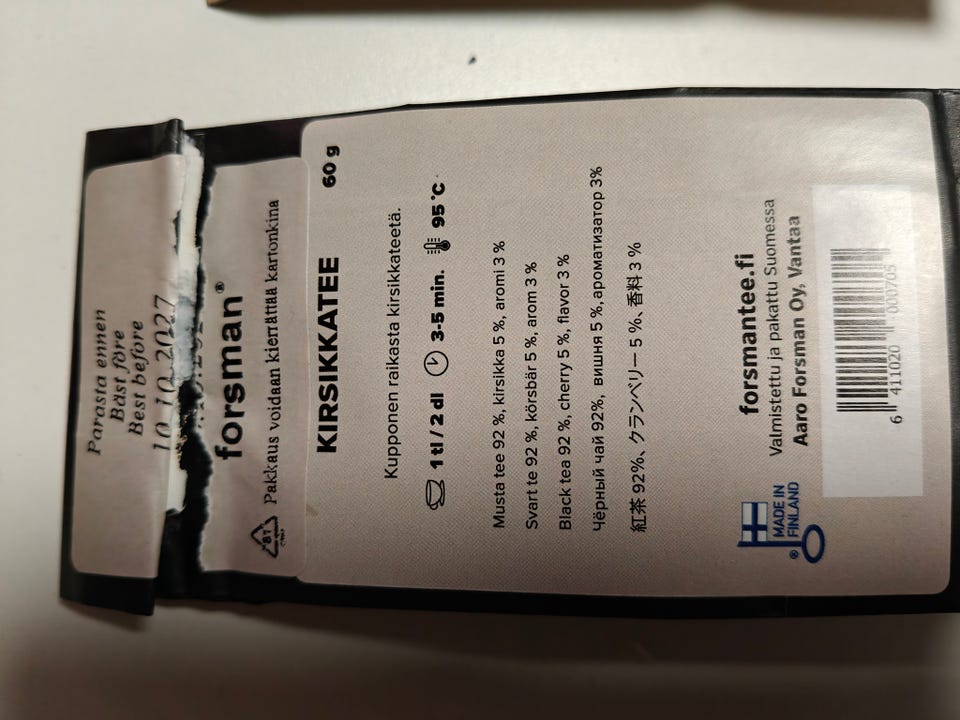 Parasta ennen
Bäst före
Best before
10.10.2027
forsman®
81
Pakkaus voidaan kierrättää kartonkina
KIRSIKKATEE 60 g
Kupponen raikasta kirsikkateetä.
1 tl / 2 dl 3-5 min. 95 °C
Musta tee 92 %, kirsikka 5 %, aromi 3 %
Svart te 92 %, körsbär 5 %, arom 3 %
Black tea 92 %, cherry 5 %, flavor 3 %
Чёрный чай 92%, вишня 5 %, ароматизатор 3%
紅茶 92%、クランベリー 5 %、香料 3 %
MADE IN
FINLAND
®
forsmantee.fi
Valmistettu ja pakattu Suomessa
Aaro Forsman Oy, Vantaa
6 411020 000705